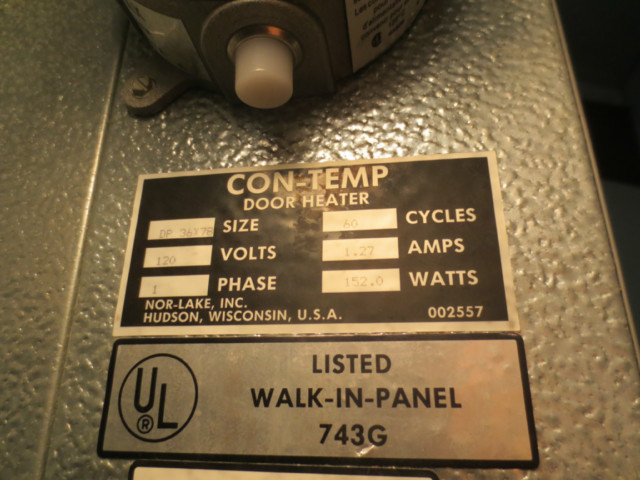 CON-TEMP
DOOR HEATER
DP 36X78 SIZE 60 CYCLES
120 VOLTS 1.27 AMPS
1 PHASE 152.0 WATTS
NOR-LAKE, INC.
HUDSON, WISCONSIN, U.S.A. 002557
UL
®
LISTED
WALK-IN-PANEL
743G